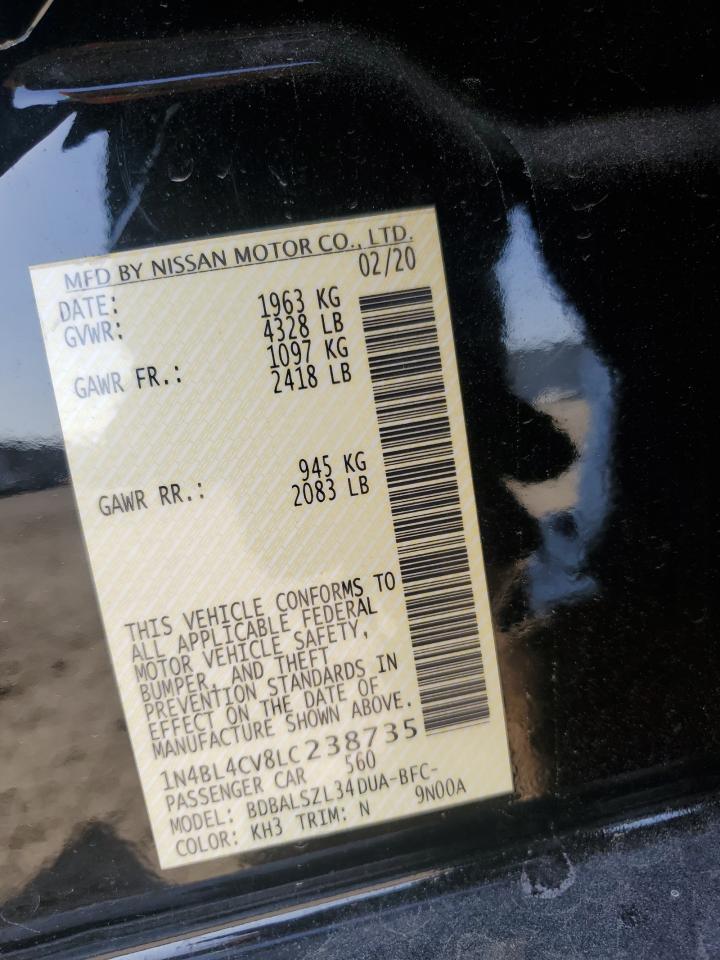 MFD BY NISSAN MOTOR CO., LTD.
DATE: 02/20
GVWR: 1963 KG
4328 LB
GAWR FR.: 1097 KG
2418 LB
GAWR RR.: 945 KG
2083 LB
THIS VEHICLE CONFORMS TO
ALL APPLICABLE FEDERAL
MOTOR VEHICLE SAFETY,
BUMPER, AND THEFT
PREVENTION STANDARDS IN
EFFECT ON THE DATE OF
MANUFACTURE SHOWN ABOVE.
1N4BL4CV8LC238735
PASSENGER CAR 560
MODEL: BDBALSZL34DUA-BFC-
COLOR: KH3 TRIM: N 9N00A